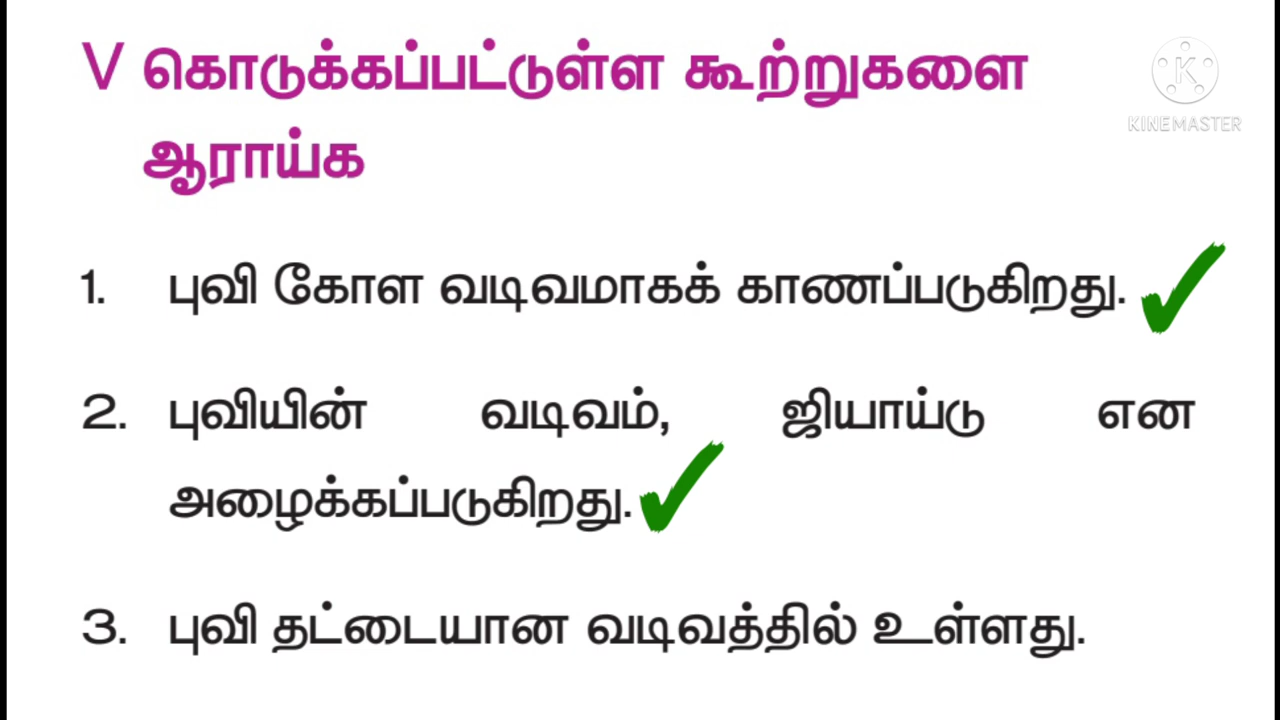 V கொடுக்கப்பட்டுள்ள கூற்றுகளை
KINEMASTER
ஆராய்க
1. புவி கோள வடிவமாகக் காணப்படுகிறது.
2. புவியின் வடிவம், ஜியாய்டு என
அழைக்கப்படுகிறது.
3. புவி தட்டையான வடிவத்தில் உள்ளது.